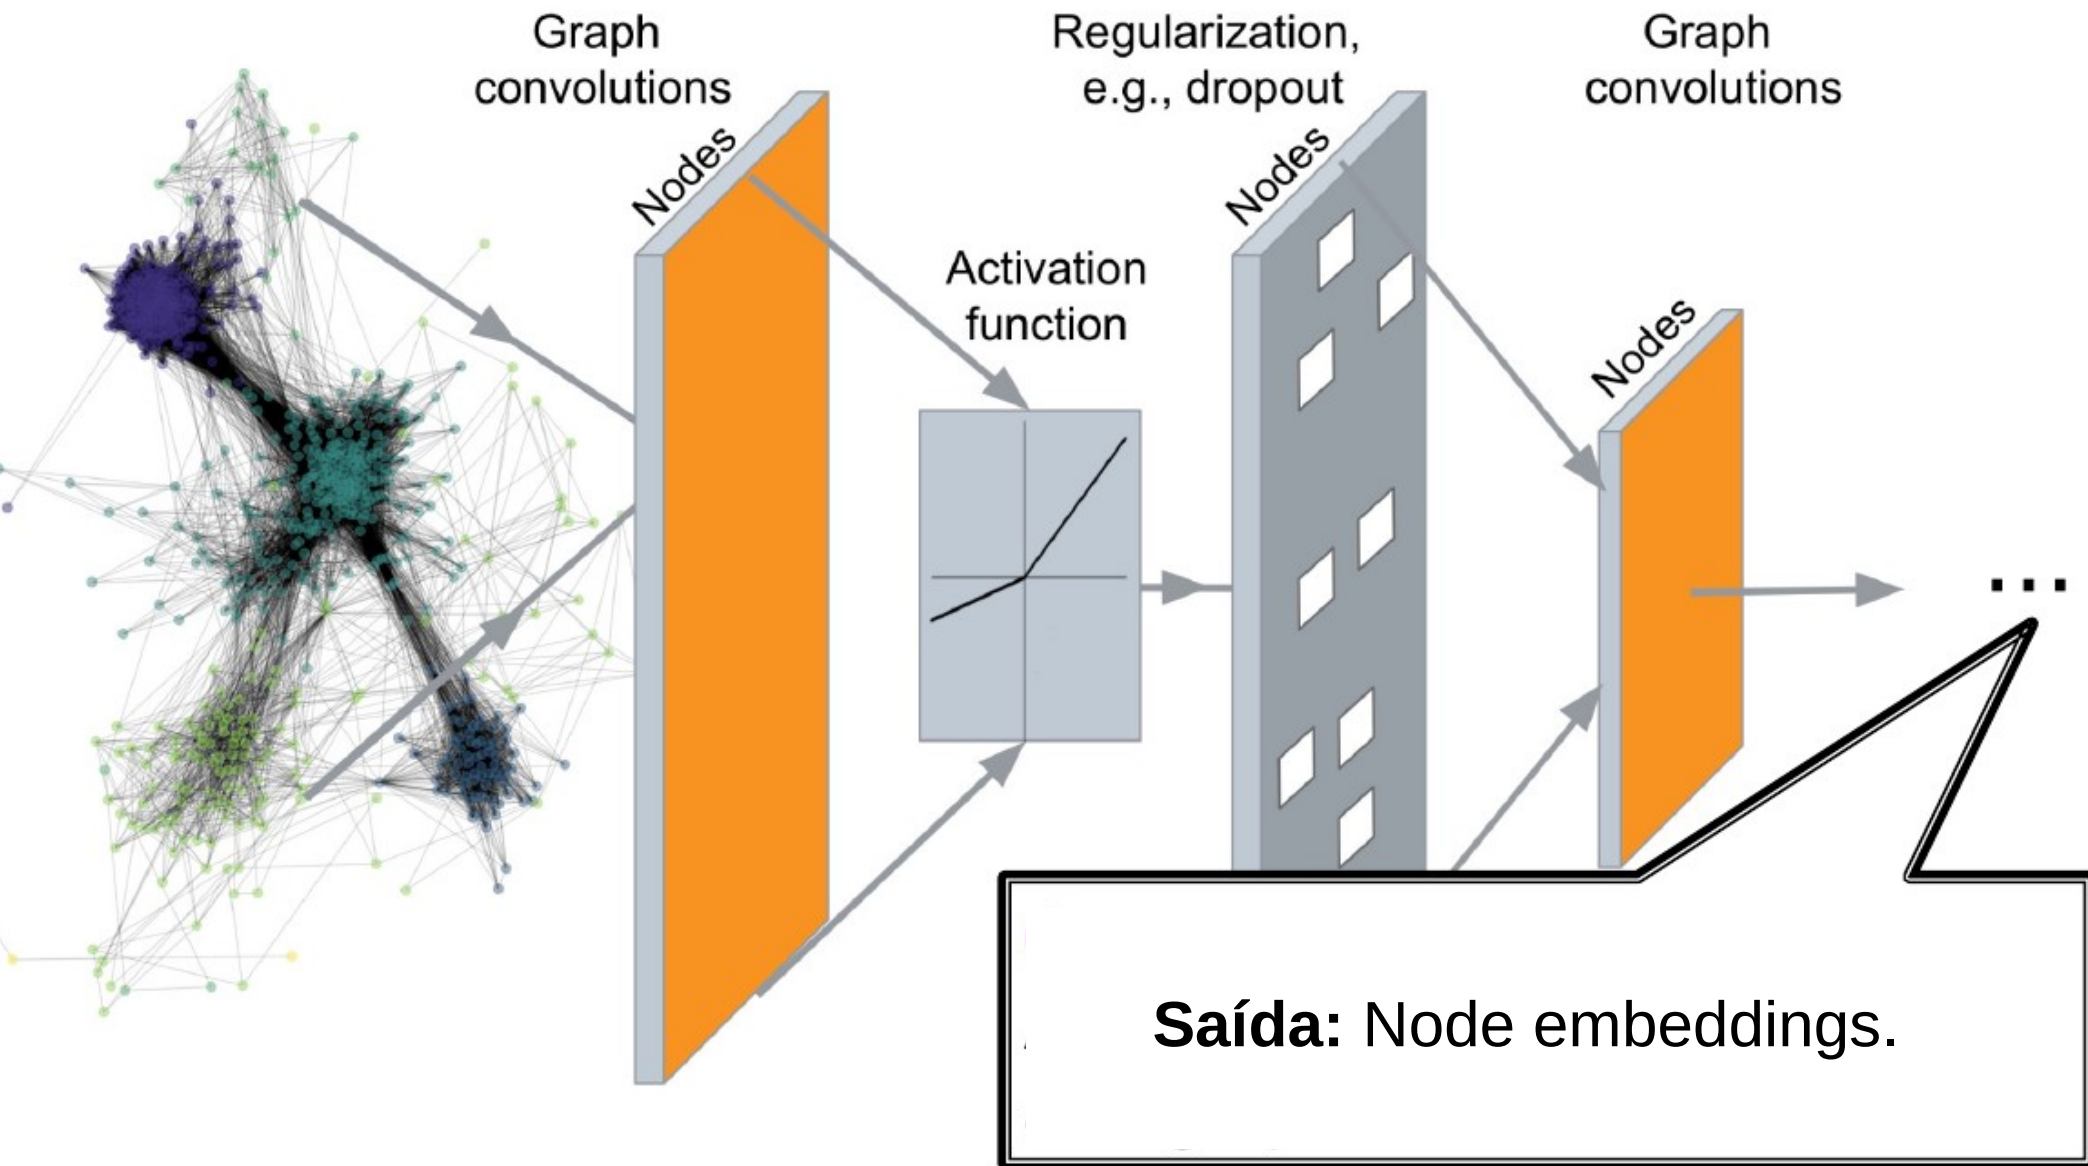 Graph
convolutions
Nodes
Activation
function
Regularization,
e.g., dropout
Nodes
Graph
convolutions
Nodes
...
Saída: Node embeddings.